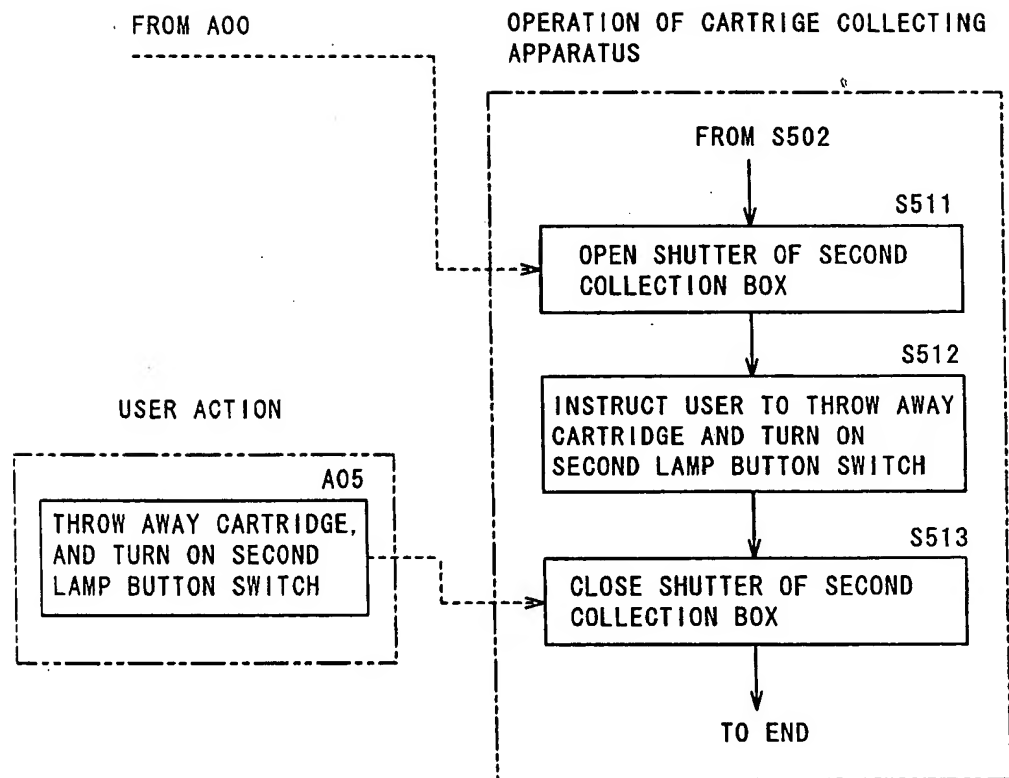 FROM A00
OPERATION OF CARTRIGE COLLECTING
APPARATUS
FROM S502
S511
OPEN SHUTTER OF SECOND
COLLECTION BOX
S512
INSTRUCT USER TO THROW AWAY
CARTRIDGE AND TURN ON
SECOND LAMP BUTTON SWITCH
USER ACTION
A05
THROW AWAY CARTRIDGE,
AND TURN ON SECOND
LAMP BUTTON SWITCH
S513
CLOSE SHUTTER OF SECOND
COLLECTION BOX
TO END